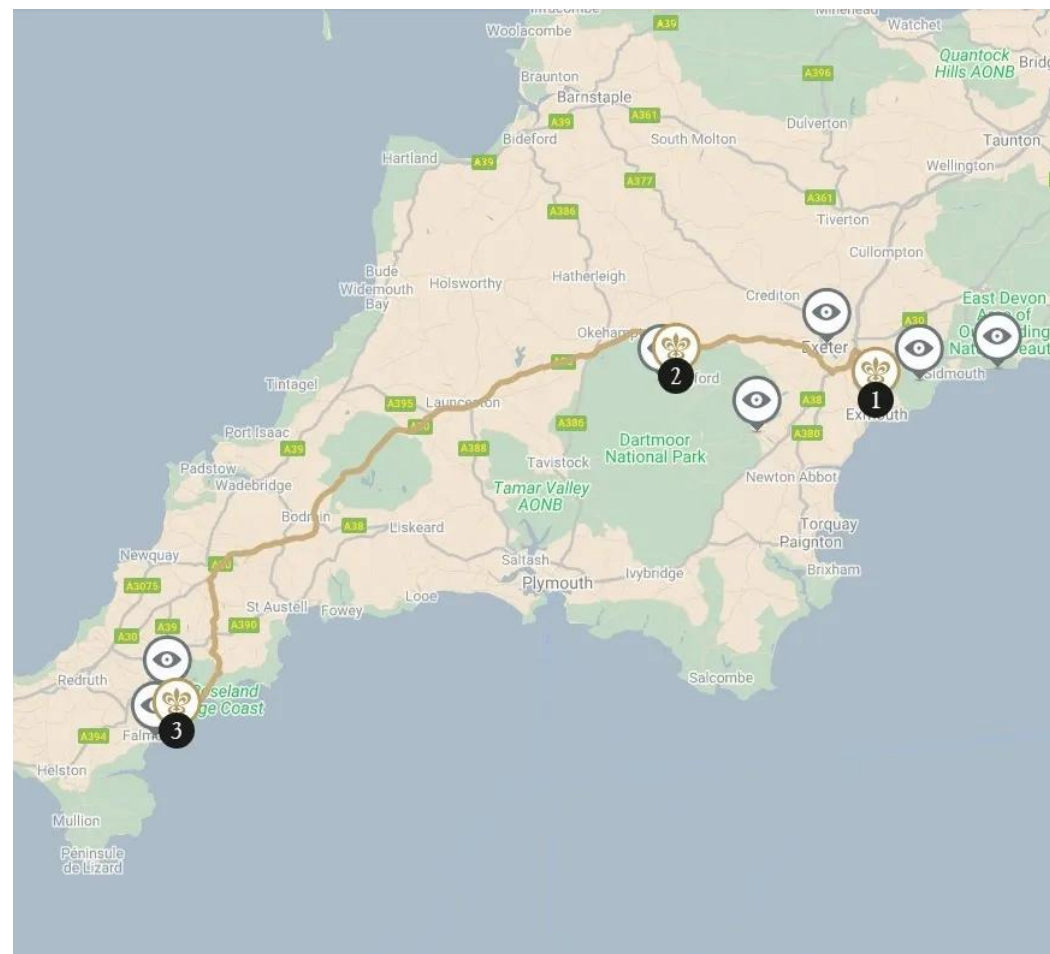 Woolacombe
A39
Watchet
Quantock
Hills AONB
Braunton
A396
Barnstaple
A39
A361
Dulverton
Bideford
South Molton
Taunton
Hartland
A39
Wellington
A377
A361
A386
Tiverton
Cullompton
Bude
Widemouth
Bay
Holsworthy
Hatherleigh
Crediton
East Devon
A30
Exeter
Sidmouth
2
Tintagel
A395
Launceston
A38
1
Exmouth
Port Isaac
A39
A388
A386
A380
Dartmoor
National Park
Padstow
Wadebridge
Tavistock
Newton Abbot
Tamar Valley
AONB
Bodmin
A38
Liskeard
Torquay
Paignton
Newquay
Saltash
Plymouth
Ivybridge
Brixham
A3075
St Austell
Fowey
Looe
A30
A39
A390
Redruth
Salcombe
3
A394
Helston
Mullion
Péninsule
de Lizard